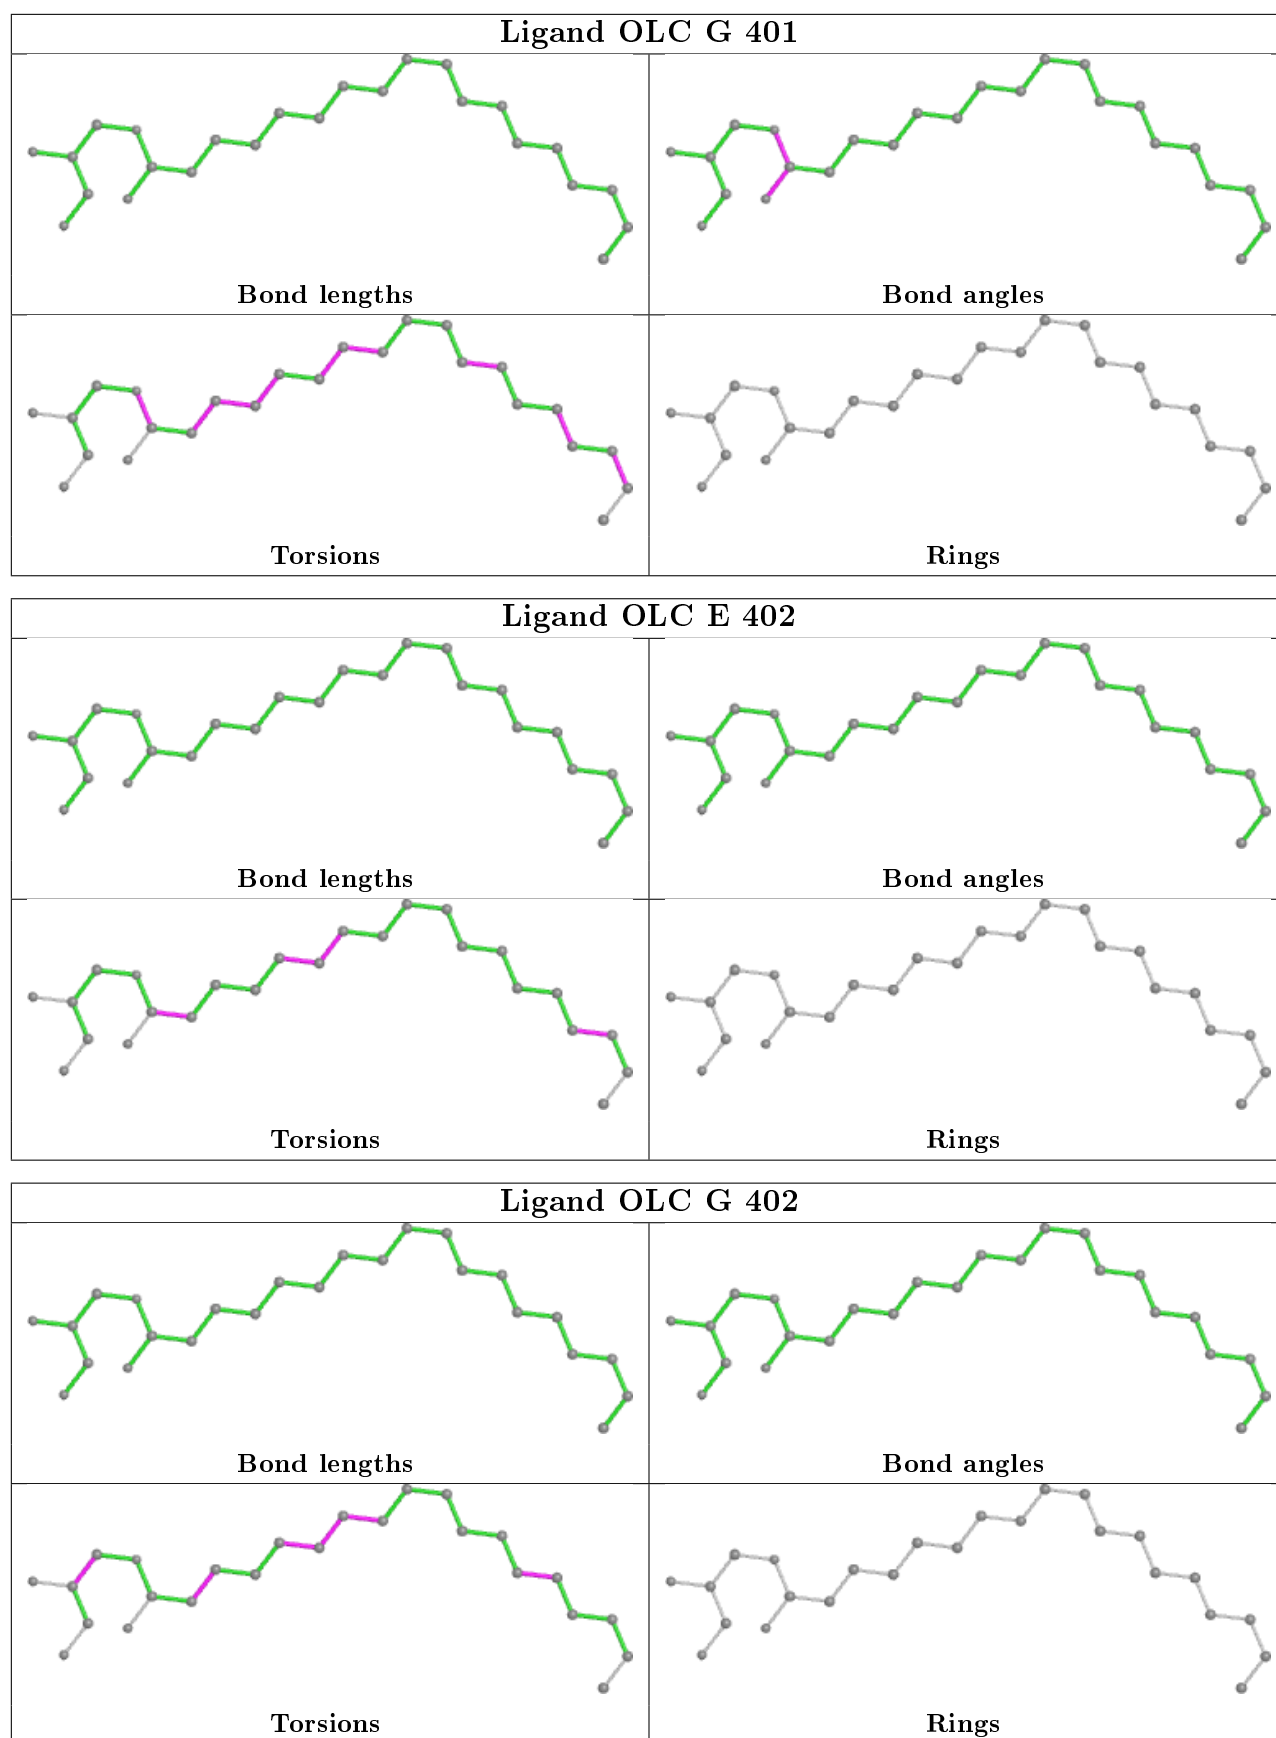 Ligand OLC G 401
Bond lengths
Bond angles
Torsions
Rings
Ligand OLC E 402
Bond lengths
Bond angles
Torsions
Rings
Ligand OLC G 402
Bond lengths
Bond angles
Torsions
Rings